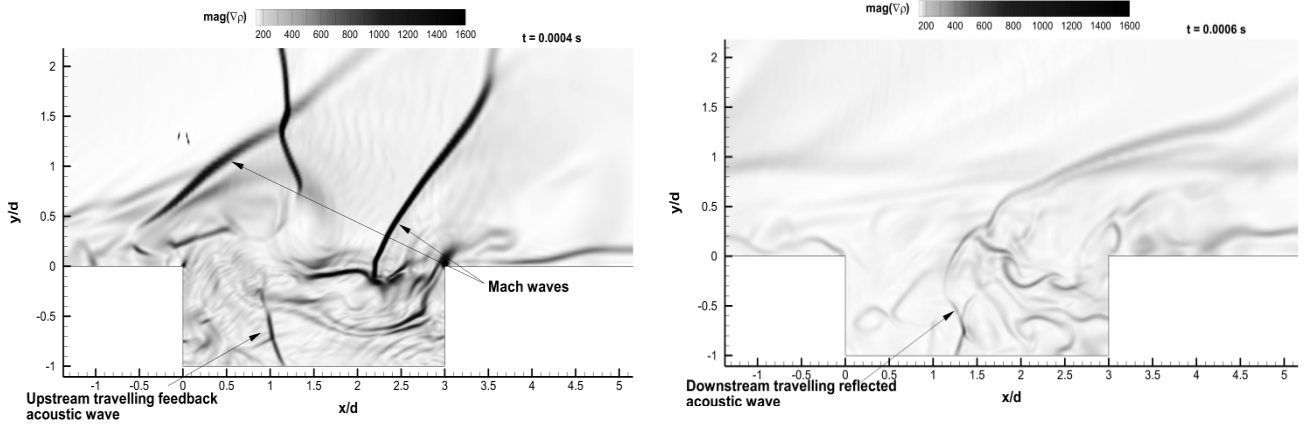 mag(∇ρ)
200 400 600 800 1000 1200 1400 1600
t = 0.0004 s
y/d
2
1.5
1
0.5
0
-0.5
-1
Mach waves
-1 -0.5 0 0.5 1 1.5 2 2.5 3 3.5 4 4.5 5
Upstream travelling feedback
acoustic wave
x/d
mag(∇ρ)
200 400 600 800 1000 1200 1400 1600
t = 0.0006 s
y/d
2
1.5
1
0.5
0
-0.5
-1
-1 -0.5 0 0.5 1 1.5 2 2.5 3 3.5 4 4.5 5
Downstream travelling reflected
acoustic wave
x/d